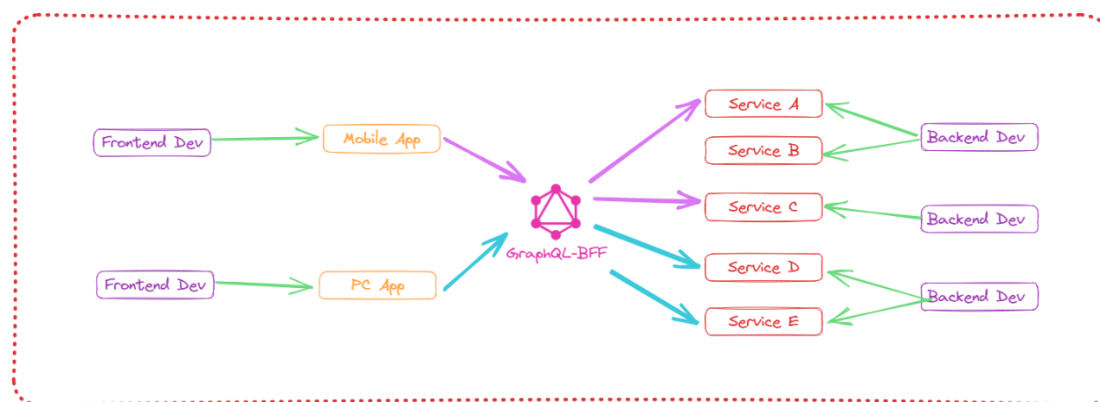 Frontend Dev
Mobile App
Frontend Dev
PC App
GraphQL-BFF
Service A
Service B
Service C
Service D
Service E
Backend Dev
Backend Dev
Backend Dev